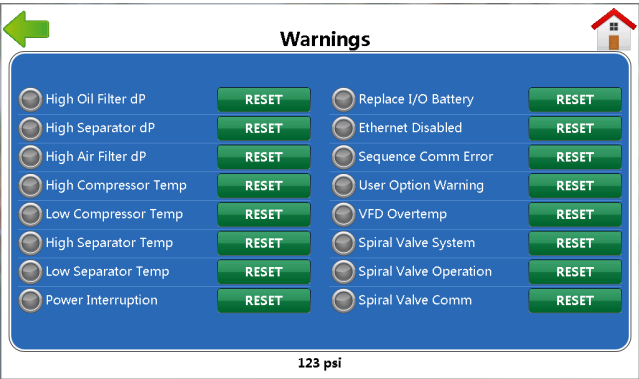 Warnings
High Oil Filter dP RESET Replace I/O Battery RESET
High Separator dP RESET Ethernet Disabled RESET
High Air Filter dP RESET Sequence Comm Error RESET
High Compressor Temp RESET User Option Warning RESET
Low Compressor Temp RESET VFD Overtemp RESET
High Separator Temp RESET Spiral Valve System RESET
Low Separator Temp RESET Spiral Valve Operation RESET
Power Interruption RESET Spiral Valve Comm RESET
123 psi